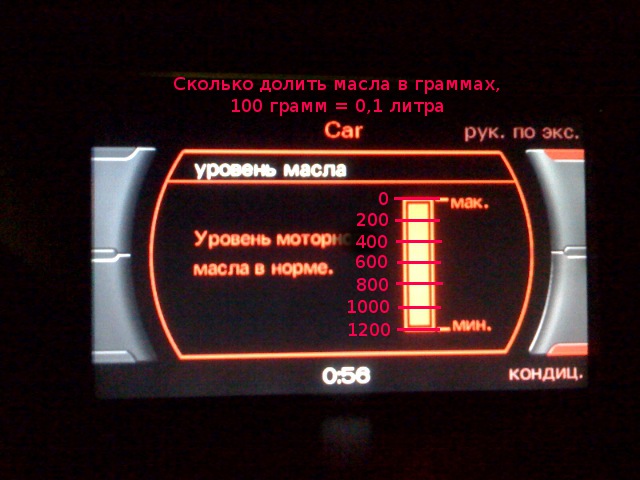 Сколько долить масла в граммах,
100 грамм = 0,1 литра
Car
рук. по экс.
уровень масла
0
мак.
200
Уровень моторно
400
600
масла в норме.
800
1000
1200
мин.
0:56
кондиц.